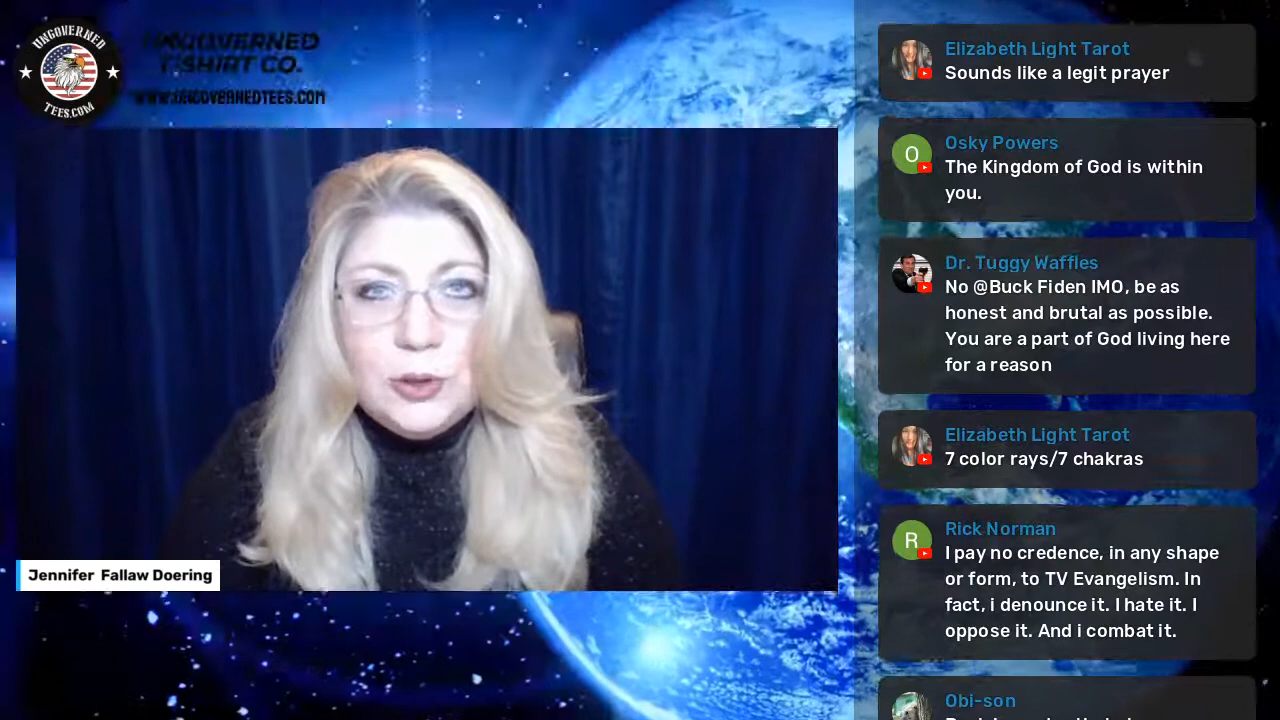 UNGOVERNED
TEES.COM
UNGOVERNED
T-SHIRT CO.
WWW.UNGOVERNEDTEES.COM
Jennifer Fallaw Doering
Elizabeth Light Tarot
Sounds like a legit prayer
O
Osky Powers
The Kingdom of God is within
you.
Dr. Tuggy Waffles
No @Buck Fiden IMO, be as
honest and brutal as possible.
You are a part of God living here
for a reason
Elizabeth Light Tarot
7 color rays/7 chakras
R
Rick Norman
I pay no credence, in any shape
or form, to TV Evangelism. In
fact, i denounce it. I hate it. I
oppose it. And i combat it.
Obi-son